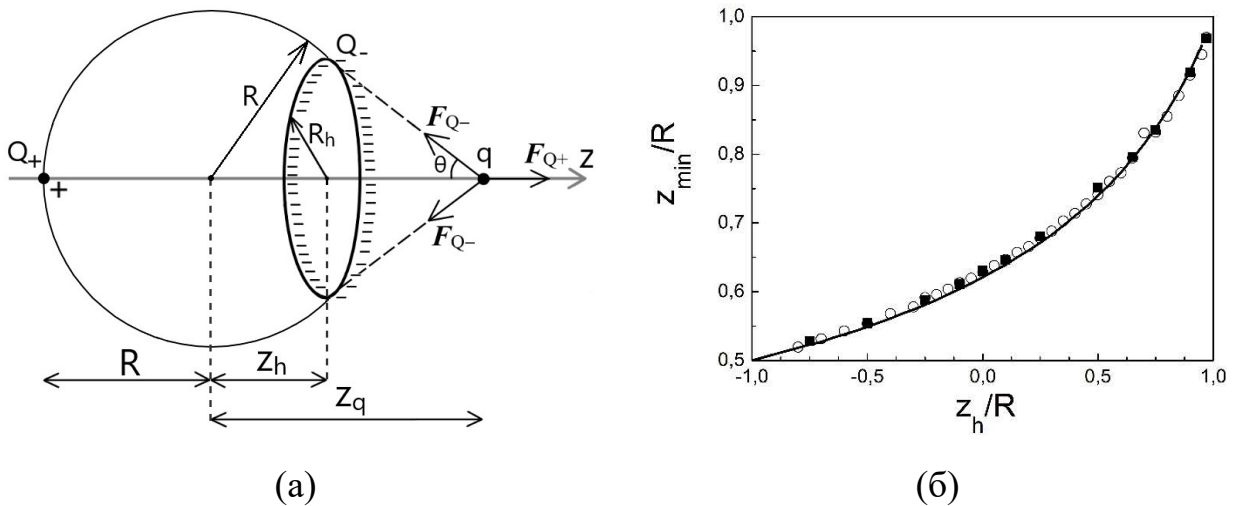 Q₋
R
R_h
Q₊
+
F_Q₋
θ
q
F_Q₊
Z
F_Q₋
R
z_h
z_q
(а)
1,0
0,9
0,8
0,7
0,6
0,5
z_min/R
-1,0 -0,5 0,0 0,5 1,0
z_h/R
(б)